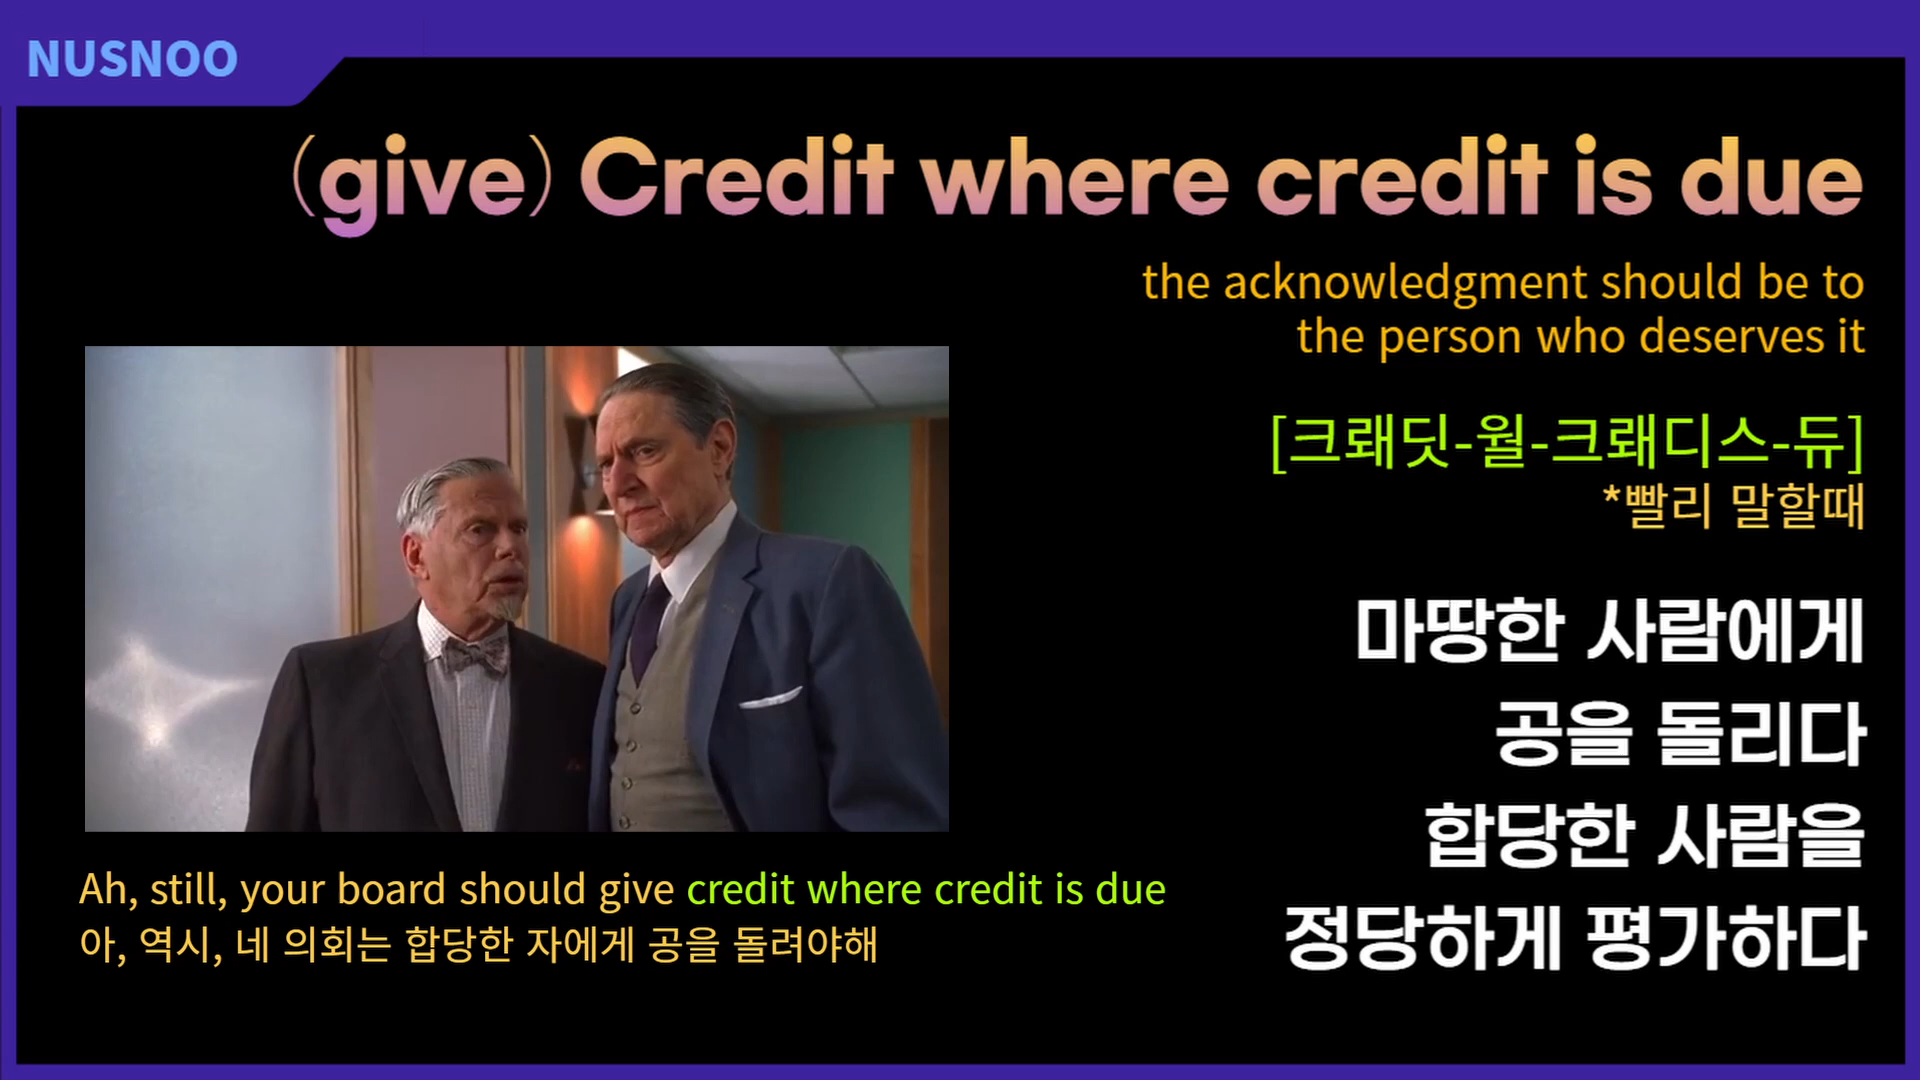 NUSNOO
(give) Credit where credit is due
the acknowledgment should be to
the person who deserves it
[크뢔딧-월-크뢔디스-듀]
*빨리 말할때
마땅한 사람에게
공을 돌리다
합당한 사람을
정당하게 평가하다
Ah, still, your board should give credit where credit is due
아, 역시, 네 의회는 합당한 자에게 공을 돌려야해